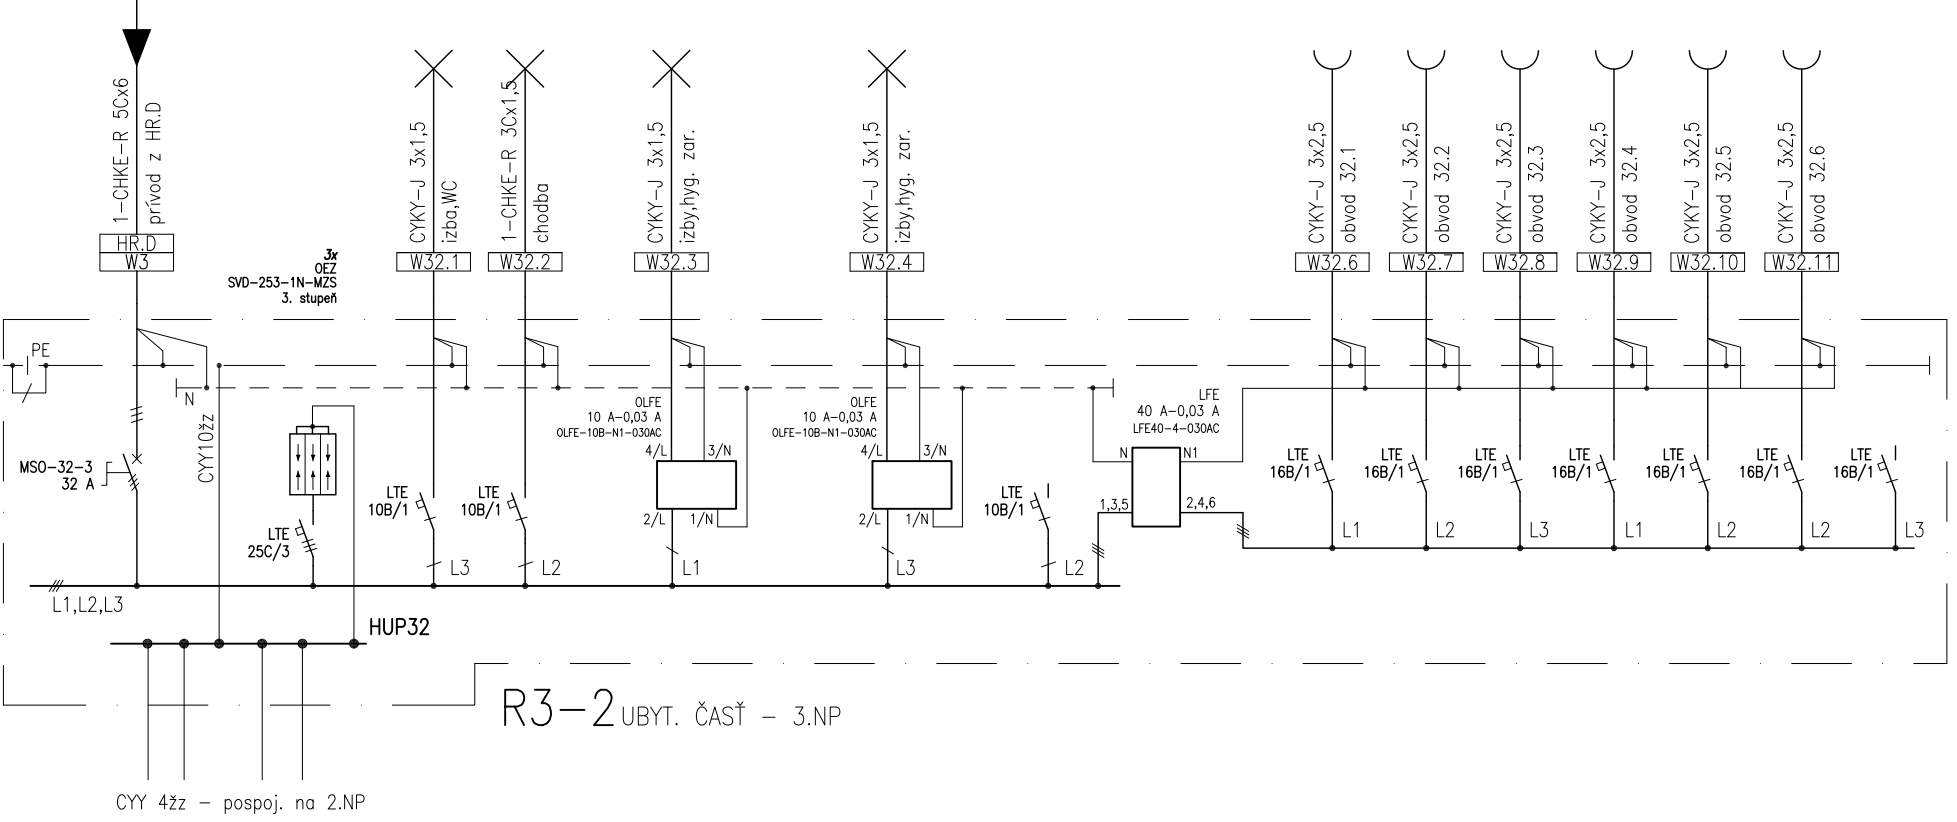 1-CHKE-R 5Cx6
prívod z HR.D
HR.D
W3
3x
OEZ
SVD-253-1N-MZS
3. stupeň
CYKY-J 3x1,5
izba,WC
W32.1
1-CHKE-R 3Cx1,5
chodba
W32.2
CYKY-J 3x1,5
izby,hyg. zar.
W32.3
CYKY-J 3x1,5
izby,hyg. zar.
W32.4
CYKY-J 3x2,5
obvod 32.1
W32.6
CYKY-J 3x2,5
obvod 32.2
W32.7
CYKY-J 3x2,5
obvod 32.3
W32.8
CYKY-J 3x2,5
obvod 32.4
W32.9
CYKY-J 3x2,5
obvod 32.5
W32.10
CYKY-J 3x2,5
obvod 32.6
W32.11
PE
N
CYY10žz
MSO-32-3
32 A
LTE
25C/3
LTE
10B/1
L3
LTE
10B/1
L2
OLFE
10 A-0,03 A
OLFE-10B-N1-030AC
4/L
3/N
2/L
1/N
L1
OLFE
10 A-0,03 A
OLFE-10B-N1-030AC
4/L
3/N
2/L
1/N
L3
LTE
10B/1
L2
LFE
40 A-0,03 A
LFE40-4-030AC
N
N1
1,3,5
2,4,6
LTE
16B/1
L1
LTE
16B/1
L2
LTE
16B/1
L3
LTE
16B/1
L1
LTE
16B/1
L2
LTE
16B/1
L2
LTE
16B/1
L3
L1,L2,L3
HUP32
R3-2 UBYT. ČASŤ - 3.NP
CYY 4žz - pospoj. na 2.NP